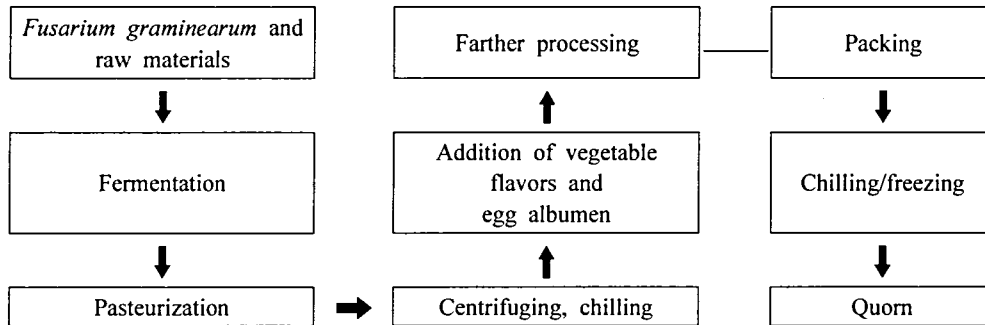 Fusarium graminearum and
raw materials
Fermentation
Pasteurization
Centrifuging, chilling
Addition of vegetable
flavors and
egg albumen
Farther processing
Packing
Chilling/freezing
Quorn